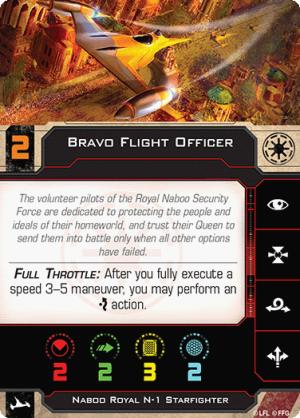 2
BRAVO FLIGHT OFFICER
The volunteer pilots of the Royal Naboo Security
Force are dedicated to protecting the people and
ideals of their homeworld, and trust their Queen to
send them into battle only when all other options
have failed.
FULL THROTTLE: After you fully execute a
speed 3–5 maneuver, you may perform an
action.
2 2 3 2
NABOO ROYAL N-1 STARFIGHTER
©LFL ©FFG